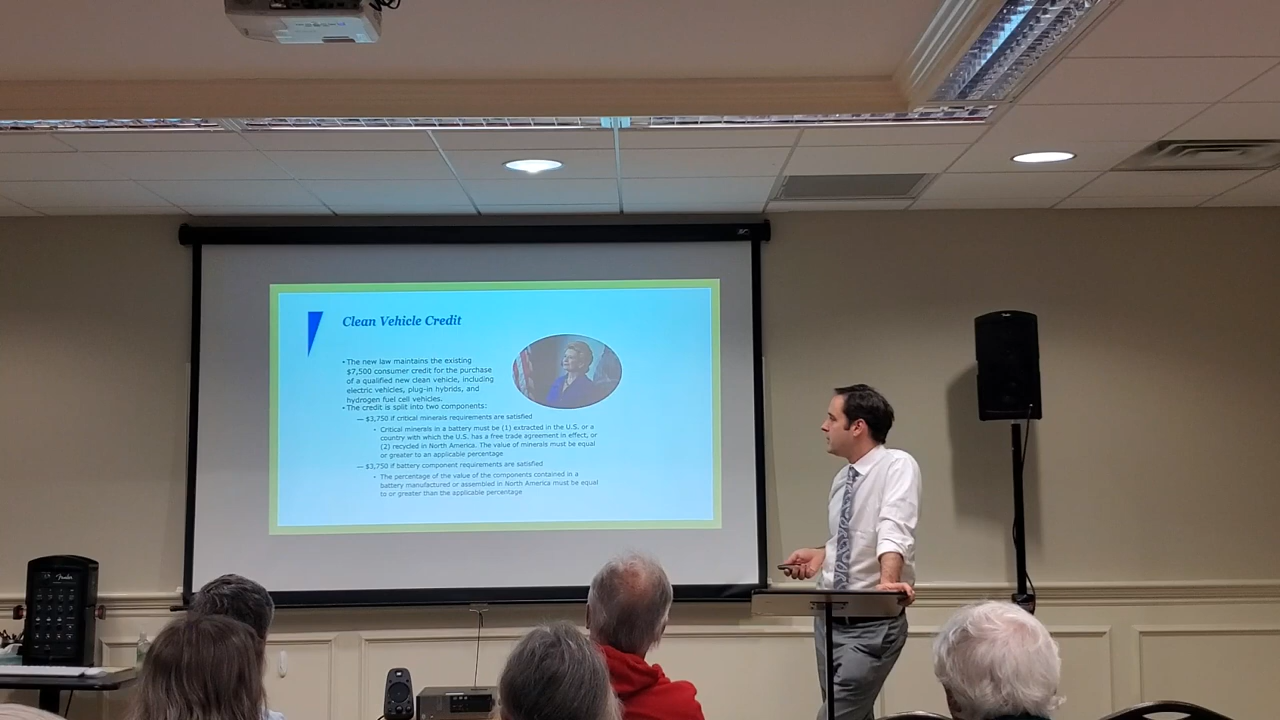 Clean Vehicle Credit
• The new law maintains the existing
$7,500 consumer credit for the purchase
of a qualified new clean vehicle, including
electric vehicles, plug-in hybrids, and
hydrogen fuel cell vehicles.
• The credit is split into two components:
— $3,750 if critical minerals requirements are satisfied
• Critical minerals in a battery must be (1) extracted in the U.S. or a
country with which the U.S. has a free trade agreement in effect, or
(2) recycled in North America. The value of minerals must be equal
or greater to an applicable percentage
— $3,750 if battery component requirements are satisfied
• The percentage of the value of the components contained in a
battery manufactured or assembled in North America must be equal
to or greater than the applicable percentage
Fender